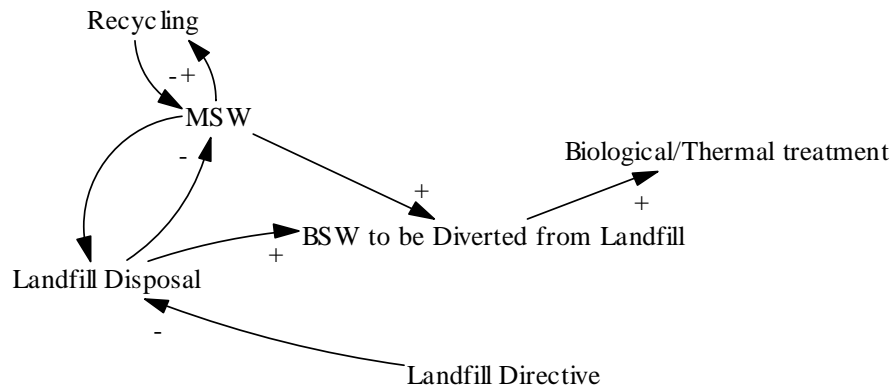 Recycling
- +
MSW
-
Biological/Thermal treatment
+
+
BSW to be Diverted from Landfill
+
Landfill Disposal
-
Landfill Directive